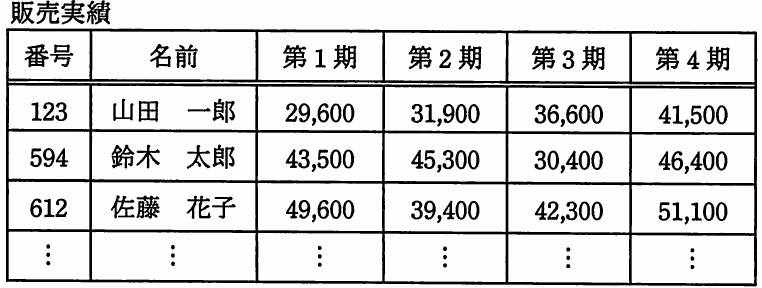 販売実績
番号 名前 第1期 第2期 第3期 第4期
123 山田 一郎 29,600 31,900 36,600 41,500
594 鈴木 太郎 43,500 45,300 30,400 46,400
612 佐藤 花子 49,600 39,400 42,300 51,100
⋮ ⋮ ⋮ ⋮ ⋮ ⋮